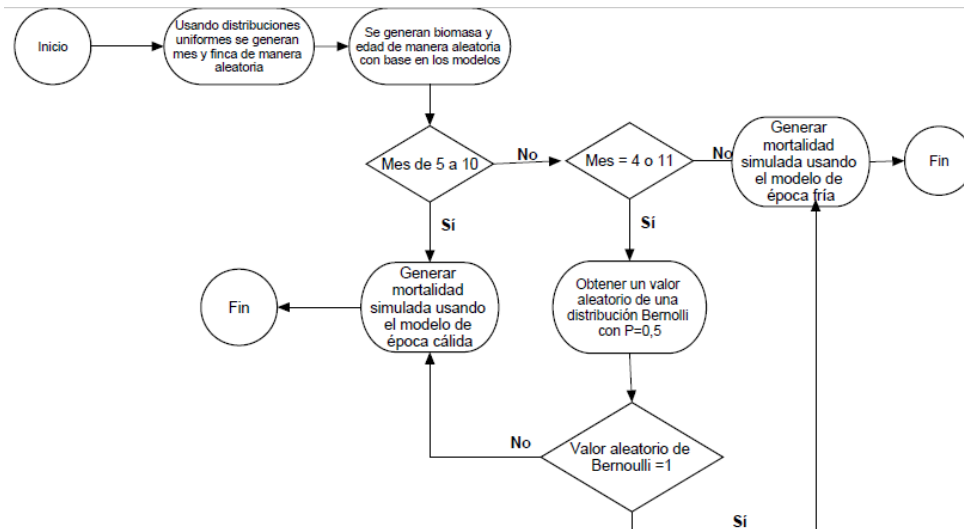 Inicio
Usando distribuciones
uniformes se generan
mes y finca de manera
aleatoria
Se generan biomasa y
edad de manera aleatoria
con base en los modelos
Mes de 5 a 10
No
Mes = 4 o 11
No
Generar
mortalidad
simulada usando
el modelo de
época fría
Fin
Sí
Sí
Fin
Generar
mortalidad
simulada usando
el modelo de
época cálida
Obtener un valor
aleatorio de una
distribución Bernolli
con P=0,5
No
Valor aleatorio de
Bernoulli =1
Sí